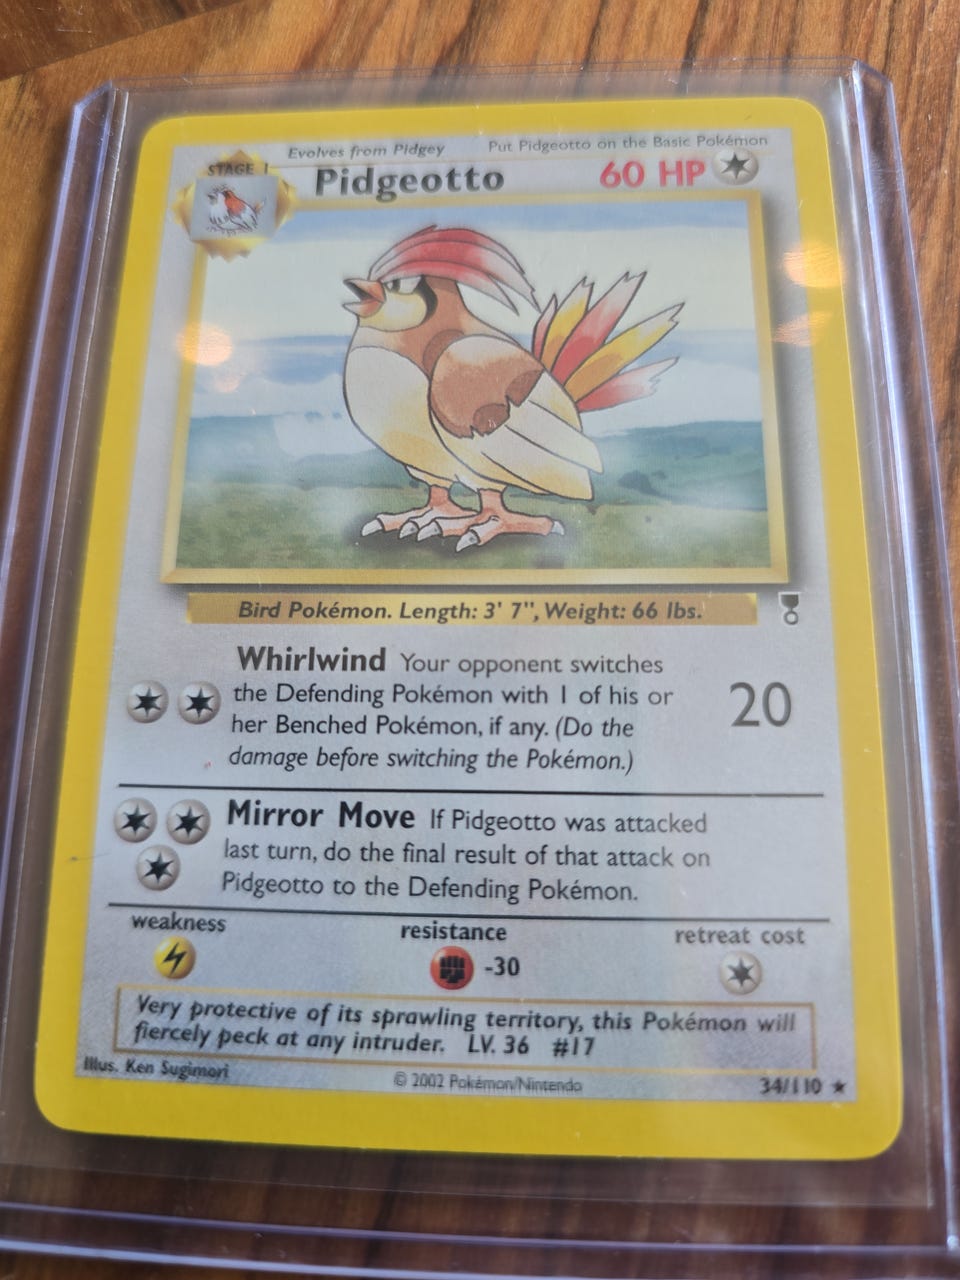 Evolves from Pidgey Put Pidgeotto on the Basic Pokémon
STAGE 1
Pidgeotto 60 HP
Bird Pokémon. Length: 3' 7", Weight: 66 lbs.
Whirlwind Your opponent switches
the Defending Pokémon with 1 of his or
her Benched Pokémon, if any. (Do the
damage before switching the Pokémon.)
20
Mirror Move If Pidgeotto was attacked
last turn, do the final result of that attack on
Pidgeotto to the Defending Pokémon.
weakness resistance retreat cost
-30
Very protective of its sprawling territory, this Pokémon will
fiercely peck at any intruder. LV. 36 #17
Illus. Ken Sugimori © 2002 Pokémon/Nintendo 34/110 ★